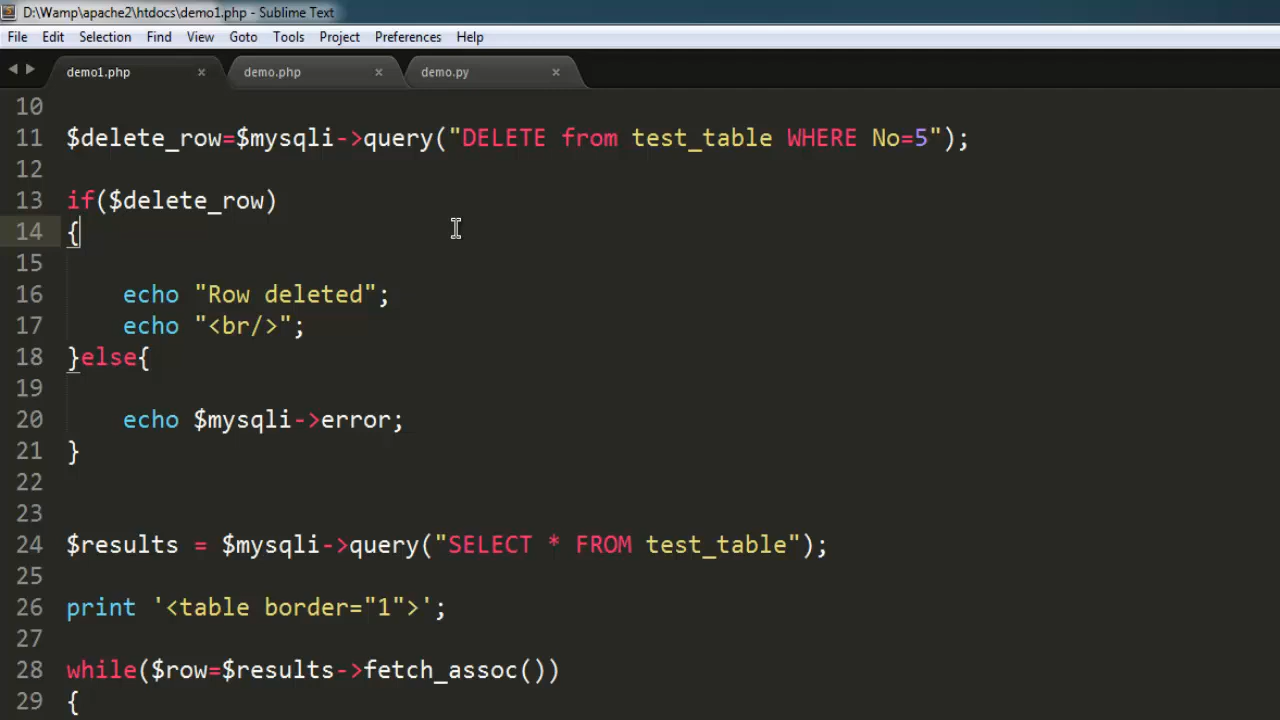 D:\Wamp\apache2\htdocs\demo1.php - Sublime Text
File Edit Selection Find View Goto Tools Project Preferences Help
demo1.php × demo.php × demo.py ×
10
11 $delete_row=$mysqli->query("DELETE from test_table WHERE No=5");
12
13 if($delete_row)
14 {
15
16 echo "Row deleted";
17 echo "<br/>";
18 }else{
19
20 echo $mysqli->error;
21 }
22
23
24 $results = $mysqli->query("SELECT * FROM test_table");
25
26 print '<table border="1">';
27
28 while($row=$results->fetch_assoc())
29 {